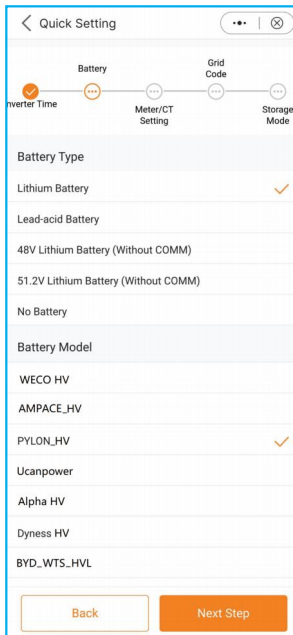 Quick Setting
Battery
Grid
Code
nverter Time
Meter/CT
Setting
Storage
Mode
Battery Type
Lithium Battery
Lead-acid Battery
48V Lithium Battery (Without COMM)
51.2V Lithium Battery (Without COMM)
No Battery
Battery Model
WECO HV
AMPACE_HV
PYLON_HV
Ucanpower
Alpha HV
Dyness HV
BYD_WTS_HVL
Back
Next Step